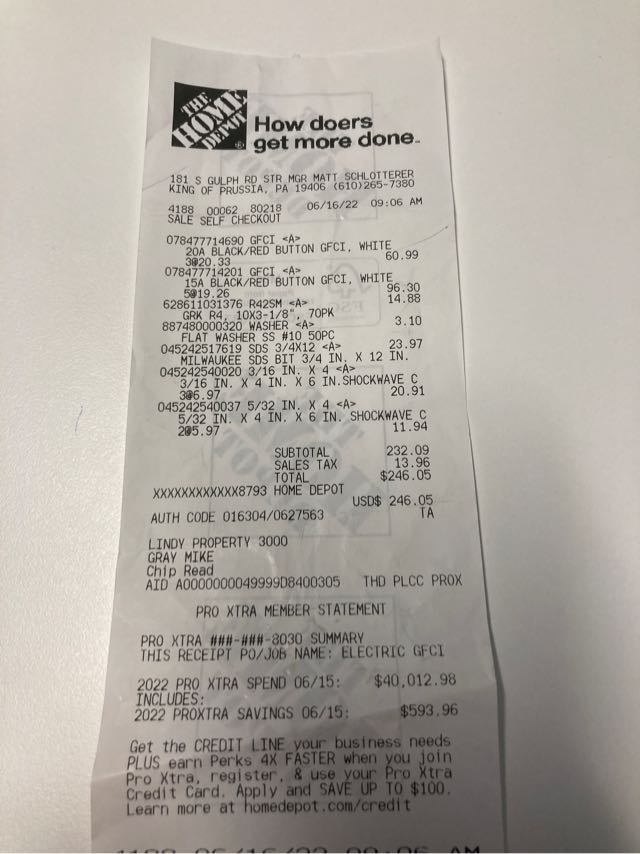 THE
HOME
DEPOT
How doers
get more done™
181 S GULPH RD STR MGR MATT SCHLOTTERER
KING OF PRUSSIA, PA 19406 (610)265-7380
4188 00062 80218 06/16/22 09:06 AM
SALE SELF CHECKOUT
078477714690 GFCI <A>
20A BLACK/RED BUTTON GFCI, WHITE
3@20.33 60.99
078477714201 GFCI <A>
15A BLACK/RED BUTTON GFCI, WHITE
5@19.26 96.30
628611031376 R42SM <A> 14.88
GRK R4, 10X3-1/8", 70PK
887480000320 WASHER <A> 3.10
FLAT WASHER SS #10 50PC
045242517619 SDS 3/4X12 <A> 23.97
MILWAUKEE SDS BIT 3/4 IN. X 12 IN.
045242540020 3/16 IN. X 4 <A>
3/16 IN. X 4 IN. X 6 IN.SHOCKWAVE C
3@6.97 20.91
045242540037 5/32 IN. X 4 <A>
5/32 IN. X 4 IN. X 6 IN. SHOCKWAVE C
2@5.97 11.94
SUBTOTAL 232.09
SALES TAX 13.96
TOTAL $246.05
XXXXXXXXXXXX8793 HOME DEPOT
USD$ 246.05
AUTH CODE 016304/0627563 TA
LINDY PROPERTY 3000
GRAY MIKE
Chip Read
AID A0000000049999D8400305 THD PLCC PROX
PRO XTRA MEMBER STATEMENT
PRO XTRA ###-###-8030 SUMMARY
THIS RECEIPT PO/JOB NAME: ELECTRIC GFCI
2022 PRO XTRA SPEND 06/15: $40,012.98
INCLUDES:
2022 PROXTRA SAVINGS 06/15: $593.96
Get the CREDIT LINE your business needs
PLUS earn Perks 4X FASTER when you join
Pro Xtra, register, & use your Pro Xtra
Credit Card. Apply and SAVE UP TO $100.
Learn more at homedepot.com/credit